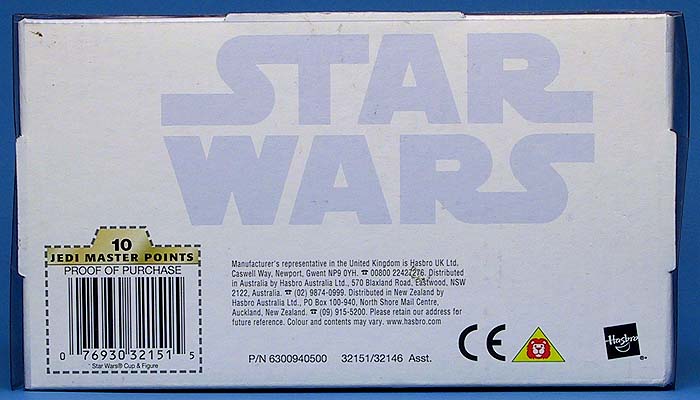 STAR
WARS
10
JEDI MASTER POINTS
PROOF OF PURCHASE
0 76930 32151 5
Star Wars® Cup & Figure
Manufacturer's representative in the United Kingdom is Hasbro UK Ltd.
Caswell Way, Newport, Gwent NP9 0YH. ☎ 00800 22427276. Distributed
in Australia by Hasbro Australia Ltd., 570 Blaxland Road, Eastwood, NSW
2122, Australia. ☎ (02) 9874-0999. Distributed in New Zealand by
Hasbro Australia Ltd., PO Box 100-940, North Shore Mail Centre,
Auckland, New Zealand. ☎ (09) 915-5200. Please retain our address for
future reference. Colour and contents may vary. www.hasbro.com
P/N 6300940500 32151/32146 Asst.
CE
Hasbro
®